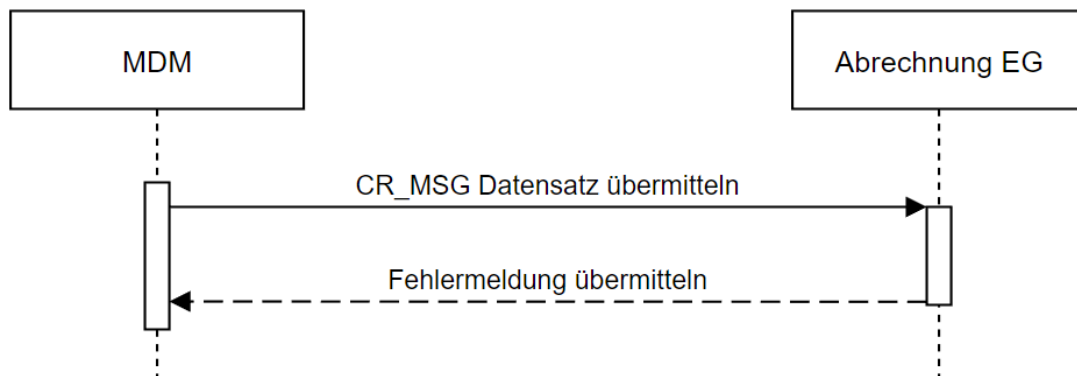 MDM
Abrechnung EG
CR_MSG Datensatz übermitteln
Fehlermeldung übermitteln